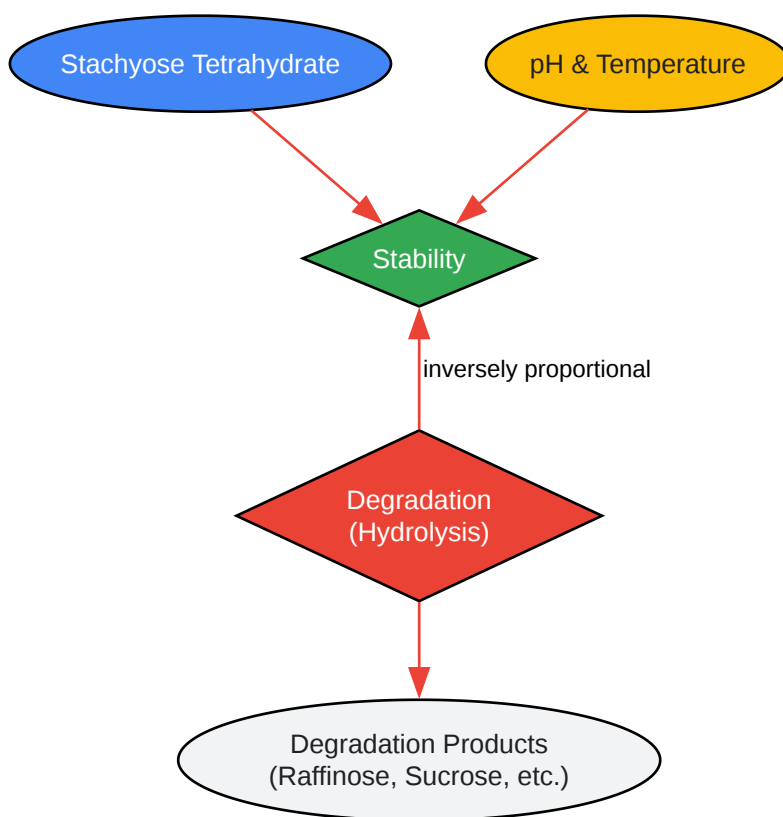 Stachyose Tetrahydrate
pH & Temperature
Stability
inversely proportional
Degradation
(Hydrolysis)
Degradation Products
(Raffinose, Sucrose, etc.)